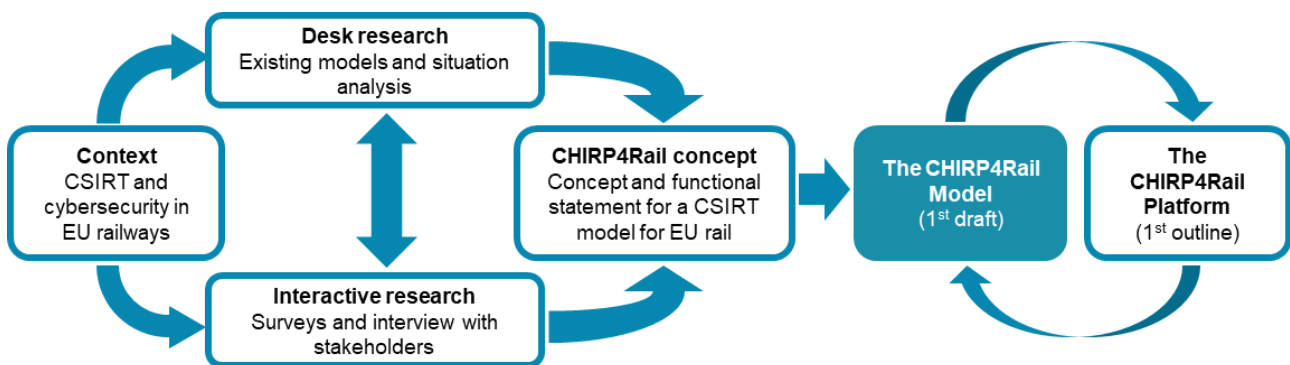 Desk research
Existing models and situation
analysis
Context
CSIRT and
cybersecurity in
EU railways
CHIRP4Rail concept
Concept and functional
statement for a CSIRT
model for EU rail
The CHIRP4Rail
Model
(1st draft)
The
CHIRP4Rail
Platform
(1st outline)
Interactive research
Surveys and interview with
stakeholders